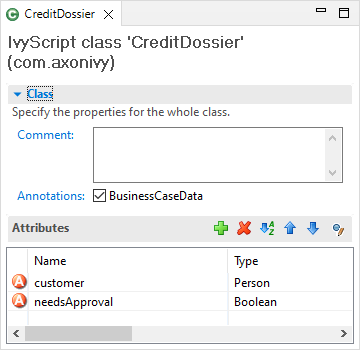 CreditDossier
IvyScript class 'CreditDossier'
(com.axonivy)
Class
Specify the properties for the whole class.
Comment:
Annotations: BusinessCaseData
Attributes
Name Type
customer Person
needsApproval Boolean